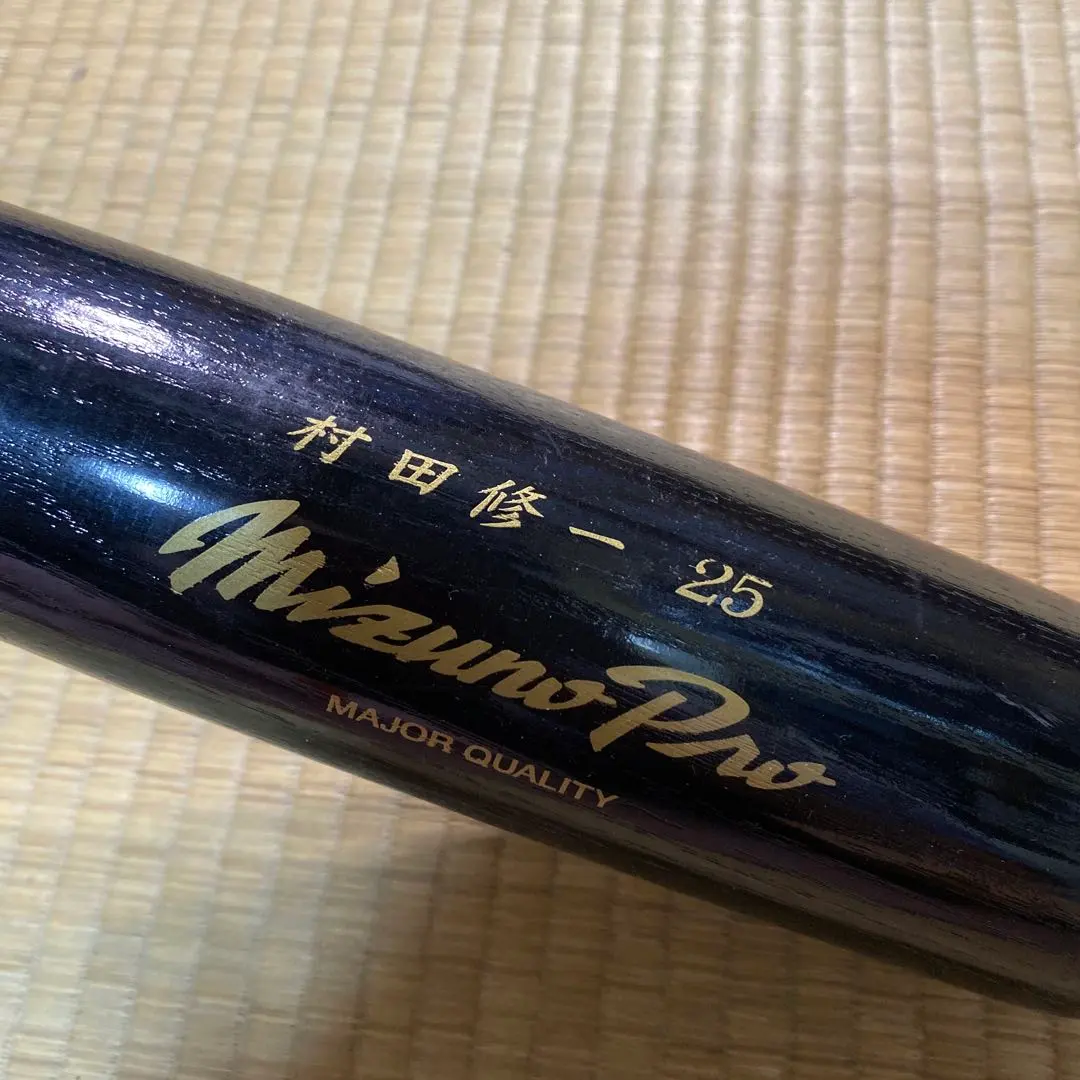 村田修一 25
Mizuno Pro
MAJOR QUALITY